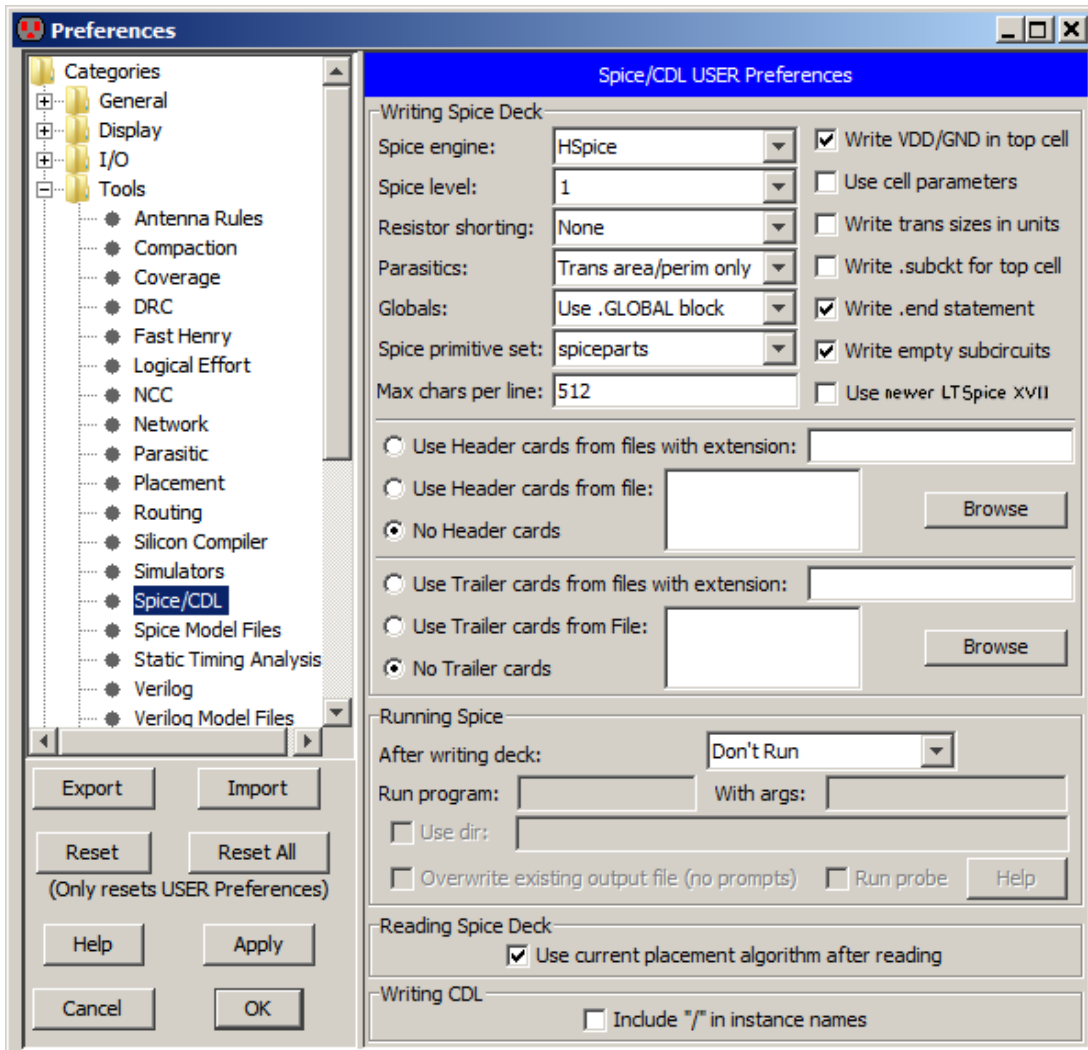 Preferences
Categories
General
Display
I/O
Tools
Antenna Rules
Compaction
Coverage
DRC
Fast Henry
Logical Effort
NCC
Network
Parasitic
Placement
Routing
Silicon Compiler
Simulators
Spice/CDL
Spice Model Files
Static Timing Analysis
Verilog
Verilog Model Files
Export Import
Reset Reset All
(Only resets USER Preferences)
Help Apply
Cancel OK
Spice/CDL USER Preferences
Writing Spice Deck
Spice engine: HSpice
Spice level: 1
Resistor shorting: None
Parasitics: Trans area/perim only
Globals: Use .GLOBAL block
Spice primitive set: spiceparts
Max chars per line: 512
Write VDD/GND in top cell
Use cell parameters
Write trans sizes in units
Write .subckt for top cell
Write .end statement
Write empty subcircuits
Use newer LTSpice XVII
Use Header cards from files with extension:
Use Header cards from file:
Browse
No Header cards
Use Trailer cards from files with extension:
Use Trailer cards from File:
Browse
No Trailer cards
Running Spice
After writing deck: Don't Run
Run program: With args:
Use dir:
Overwrite existing output file (no prompts) Run probe Help
Reading Spice Deck
Use current placement algorithm after reading
Writing CDL
Include "/" in instance names